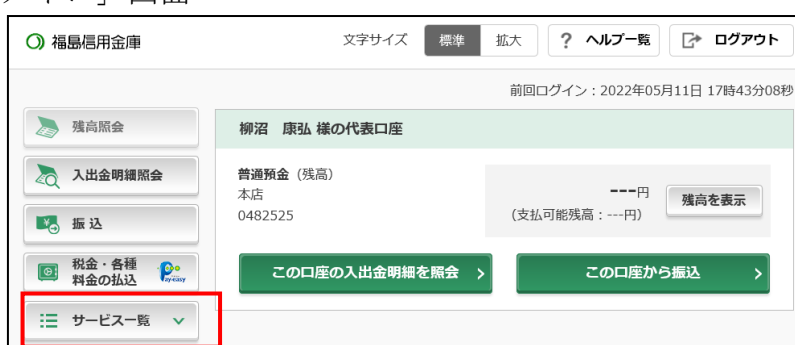 」画面
福島信用金庫
文字サイズ 標準 拡大 ? ヘルプ一覧 ログアウト
前回ログイン：2022年05月11日 17時43分08秒
残高照会
入出金明細照会
振込
税金・各種
料金の払込
Pay-easy
サービス一覧
柳沼 康弘 様の代表口座
普通預金（残高）
本店
0482525
---円
（支払可能残高：---円）
残高を表示
この口座の入出金明細を照会
この口座から振込